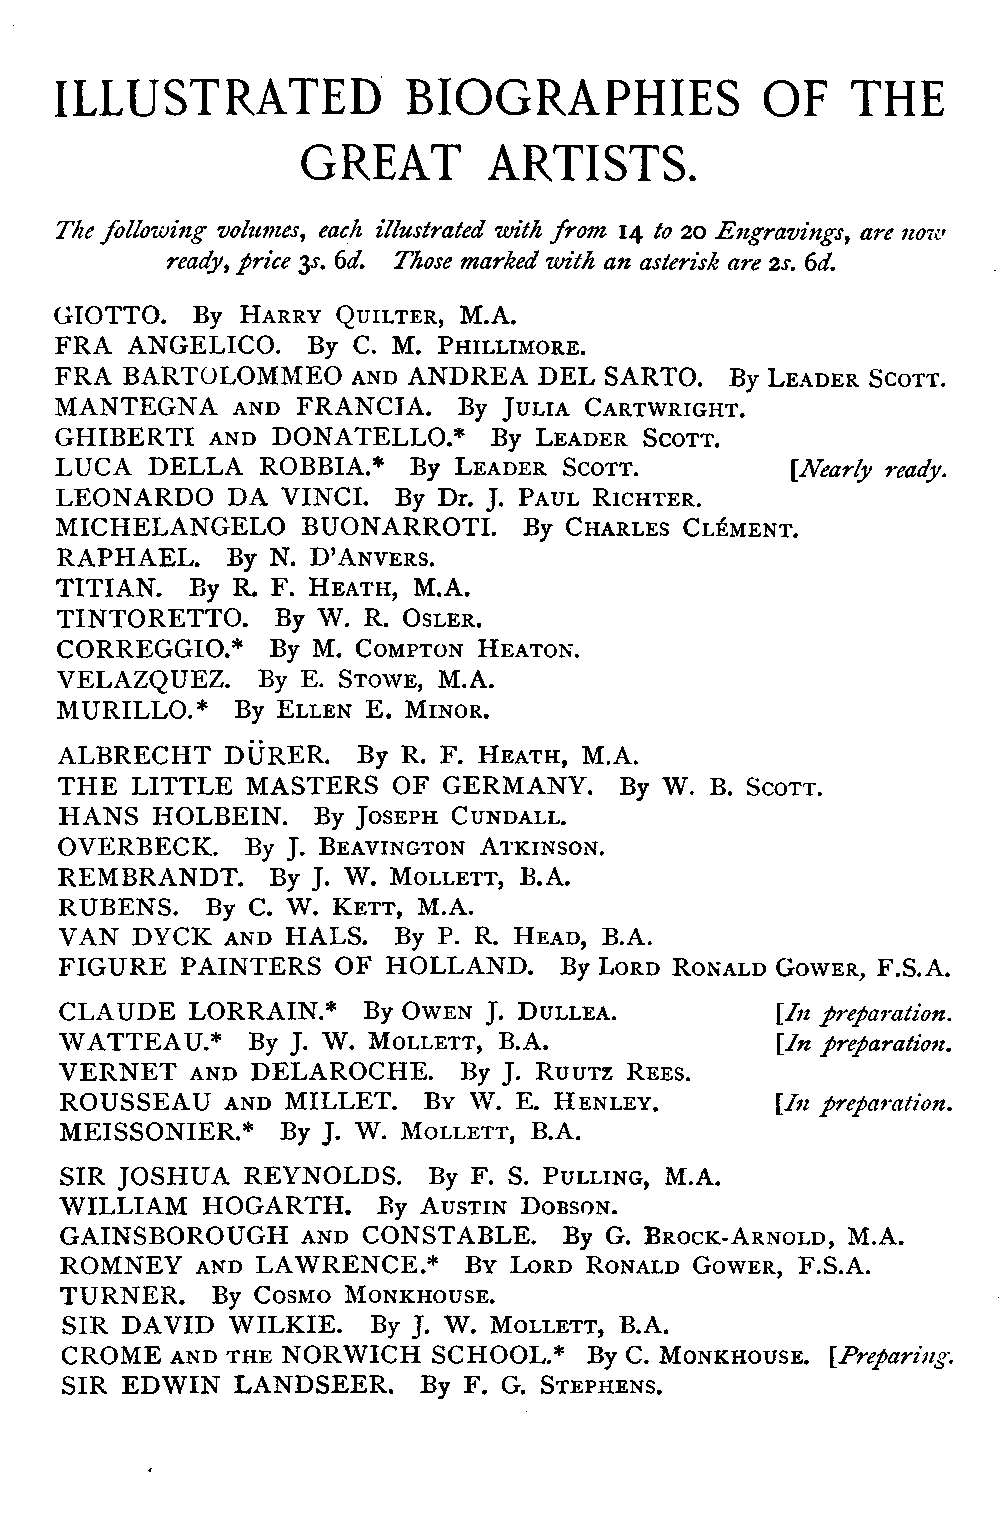 ILLUSTRATED BIOGRAPHIES OF THE
GREAT ARTISTS.
The following volumes, each illustrated with from 14 to 20 Engravings, are now
ready, price 3s. 6d. Those marked with an asterisk are 2s. 6d.
GIOTTO. By HARRY QUILTER, M.A.
FRA ANGELICO. By C. M. PHILLIMORE.
FRA BARTOLOMMEO AND ANDREA DEL SARTO. By LEADER SCOTT.
MANTEGNA AND FRANCIA. By JULIA CARTWRIGHT.
GHIBERTI AND DONATELLO.* By LEADER SCOTT.
LUCA DELLA ROBBIA.* By LEADER SCOTT. [Nearly ready.
LEONARDO DA VINCI. By Dr. J. PAUL RICHTER.
MICHELANGELO BUONARROTI. By CHARLES CLÉMENT.
RAPHAEL. By N. D'ANVERS.
TITIAN. By R. F. HEATH, M.A.
TINTORETTO. By W. R. OSLER.
CORREGGIO.* By M. COMPTON HEATON.
VELAZQUEZ. By E. STOWE, M.A.
MURILLO.* By ELLEN E. MINOR.
ALBRECHT DÜRER. By R. F. HEATH, M.A.
THE LITTLE MASTERS OF GERMANY. By W. B. SCOTT.
HANS HOLBEIN. By JOSEPH CUNDALL.
OVERBECK. By J. BEAVINGTON ATKINSON.
REMBRANDT. By J. W. MOLLETT, B.A.
RUBENS. By C. W. KETT, M.A.
VAN DYCK AND HALS. By P. R. HEAD, B.A.
FIGURE PAINTERS OF HOLLAND. By LORD RONALD GOWER, F.S.A.
CLAUDE LORRAIN.* By OWEN J. DULLEA. [In preparation.
WATTEAU.* By J. W. MOLLETT, B.A. [In preparation.
VERNET AND DELAROCHE. By J. RUUTZ REES.
ROUSSEAU AND MILLET. BY W. E. HENLEY. [In preparation.
MEISSONIER.* By J. W. MOLLETT, B.A.
SIR JOSHUA REYNOLDS. By F. S. PULLING, M.A.
WILLIAM HOGARTH. By AUSTIN DOBSON.
GAINSBOROUGH AND CONSTABLE. By G. BROCK-ARNOLD, M.A.
ROMNEY AND LAWRENCE.* BY LORD RONALD GOWER, F.S.A.
TURNER. By COSMO MONKHOUSE.
SIR DAVID WILKIE. By J. W. MOLLETT, B.A.
CROME AND THE NORWICH SCHOOL.* By C. MONKHOUSE. [Preparing.
SIR EDWIN LANDSEER. By F. G. STEPHENS.